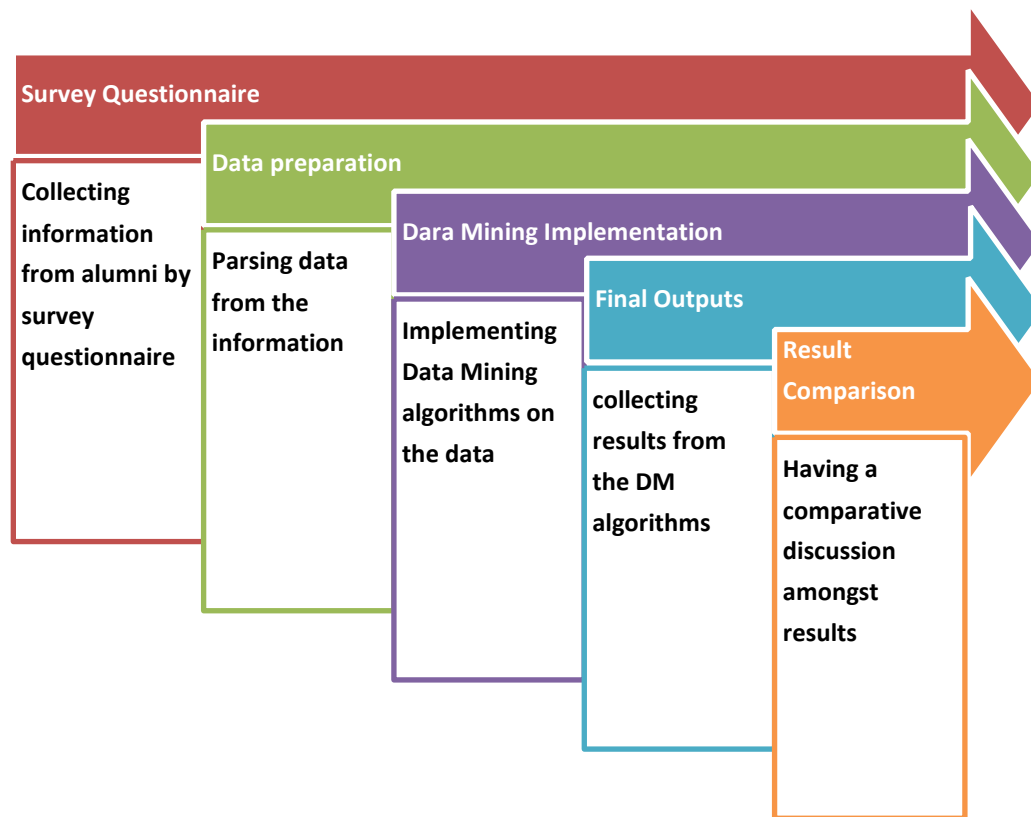 Survey Questionnaire
Collecting
information
from alumni by
survey
questionnaire
Data preparation
Parsing data
from the
information
Dara Mining Implementation
Implementing
Data Mining
algorithms on
the data
Final Outputs
collecting
results from
the DM
algorithms
Result
Comparison
Having a
comparative
discussion
amongst
results